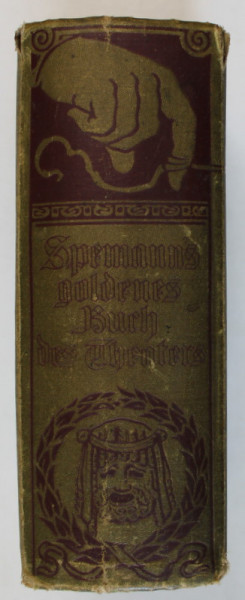 Spemanns
goldenes
Buch
des Theaters